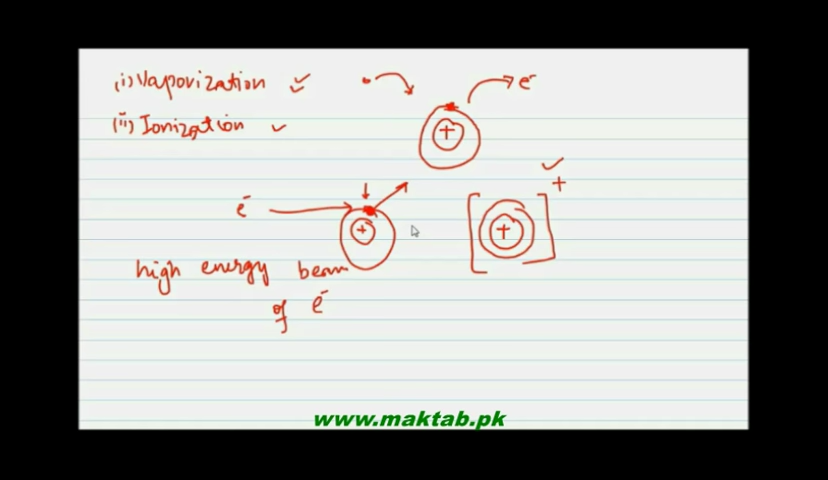 (i) Vaporization
e⁻
(ii) Ionization
+
+
e⁻
+
+
high energy beam
of e⁻
www.maktab.pk